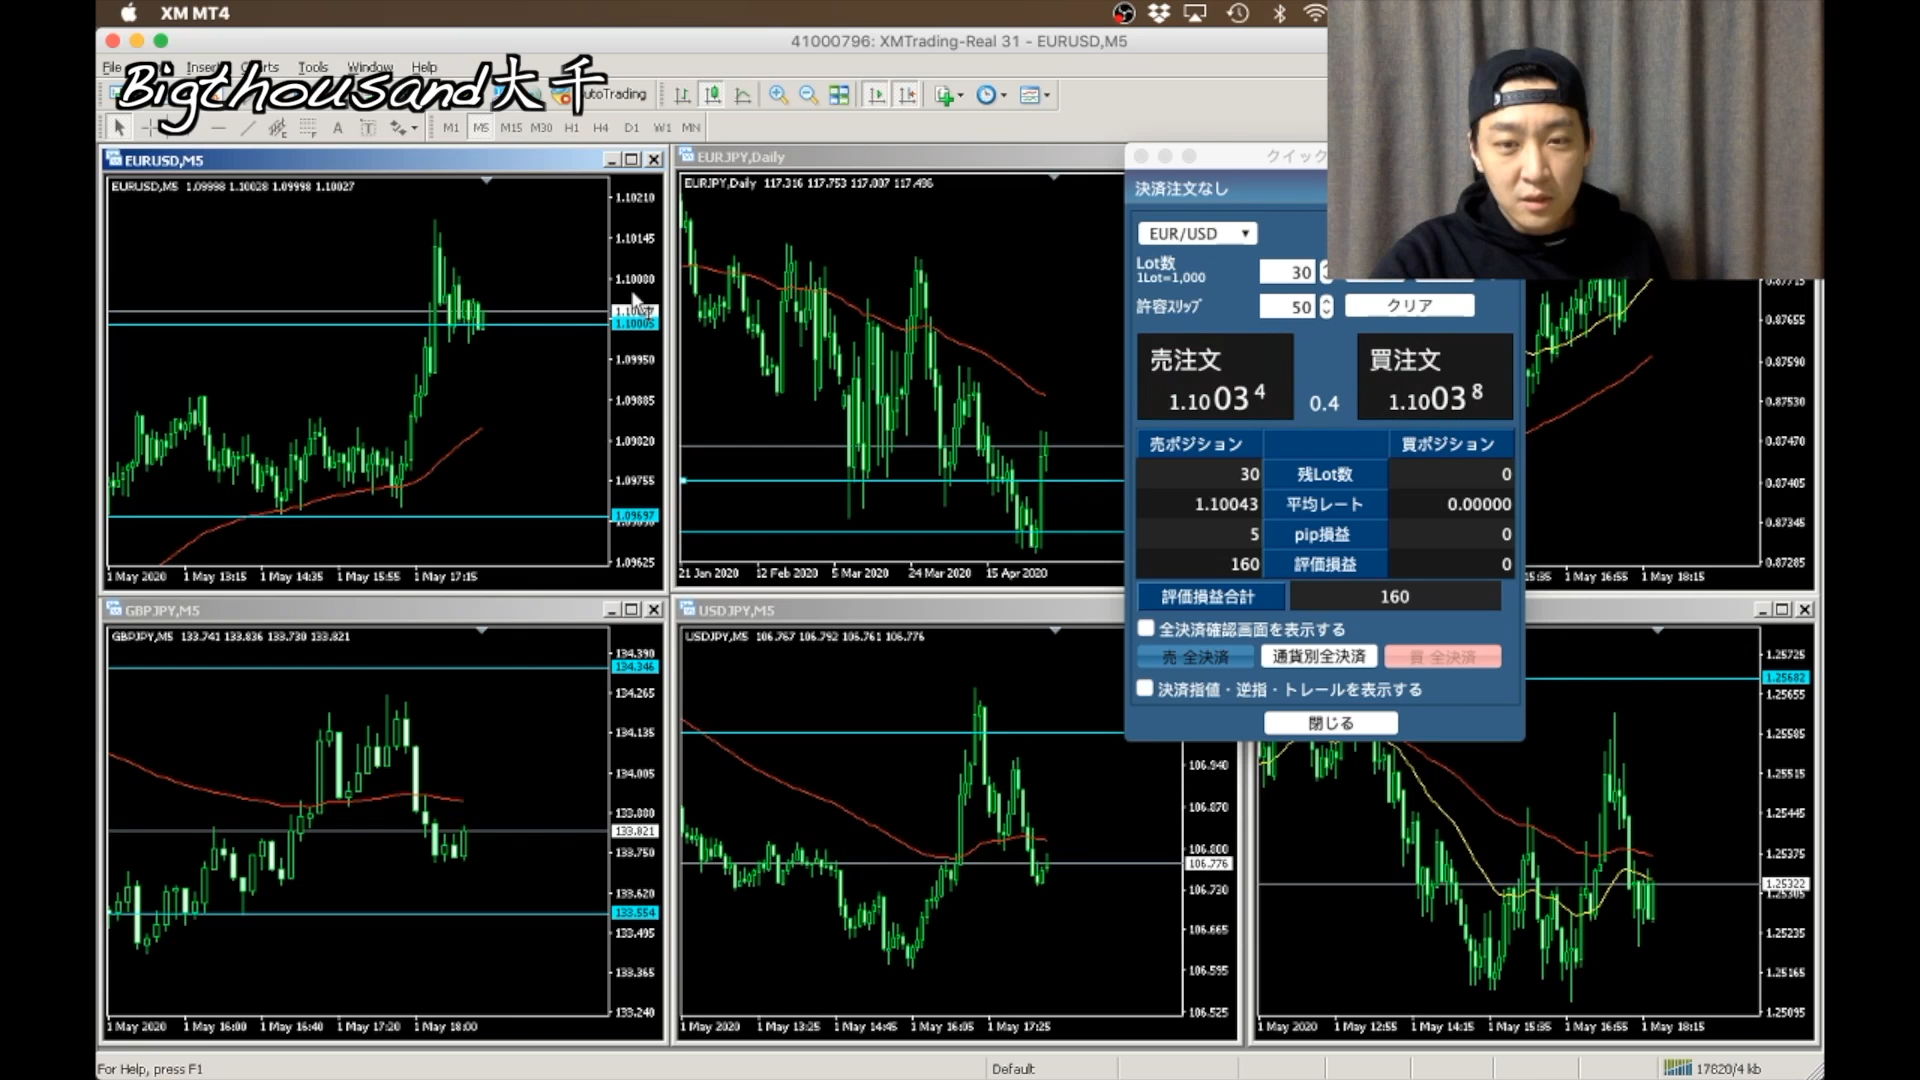 XM MT4
41000796: XMTrading-Real 31 - EURUSD,M5
Bigthousand大千
Tools Window Help
AutoTrading
A T M1 M5 M15 M30 H1 H4 D1 W1 MN
EURUSD,M5
EURUSD,M5 1.09998 1.10028 1.09998 1.10027
1.10210
1.10145
1.10080
1.10005
1.09950
1.09885
1.09820
1.09755
1.09697
1.09625
1 May 2020 1 May 13:15 1 May 14:35 1 May 15:55 1 May 17:15
EURJPY,Daily
EURJPY,Daily 117.316 117.753 117.007 117.496
21 Jan 2020 12 Feb 2020 5 Mar 2020 24 Mar 2020 15 Apr 2020
クイック
決済注文なし
EUR/USD
Lot数
1Lot=1,000
30
許容ｽﾘｯﾌﾟ
50
クリア
売注文
1.10 03 4
0.4
買注文
1.10 03 8
売ポジション 買ポジション
30 残Lot数 0
1.10043 平均レート 0.00000
5 pip損益 0
160 評価損益 0
評価損益合計 160
全決済確認画面を表示する
売 全決済 通貨別全決済 買 全決済
決済指値・逆指・トレールを表示する
閉じる
0.87715
0.87655
0.87590
0.87530
0.87470
0.87405
0.87345
0.87285
1 May 16:55 1 May 18:15
GBPJPY,M5
GBPJPY,M5 133.741 133.836 133.730 133.821
134.390
134.346
134.265
134.135
134.005
133.880
133.821
133.750
133.620
133.554
133.495
133.365
133.240
1 May 2020 1 May 16:00 1 May 16:40 1 May 17:20 1 May 18:00
USDJPY,M5
USDJPY,M5 106.767 106.792 106.761 106.776
106.940
106.870
106.800
106.776
106.730
106.665
106.595
106.525
1 May 2020 1 May 13:25 1 May 14:45 1 May 16:05 1 May 17:25
1.25725
1.25682
1.25655
1.25585
1.25515
1.25445
1.25375
1.25322
1.25305
1.25235
1.25165
1.25095
1 May 2020 1 May 12:55 1 May 14:15 1 May 15:35 1 May 16:55 1 May 18:15
For Help, press F1
Default
17820/4 kb